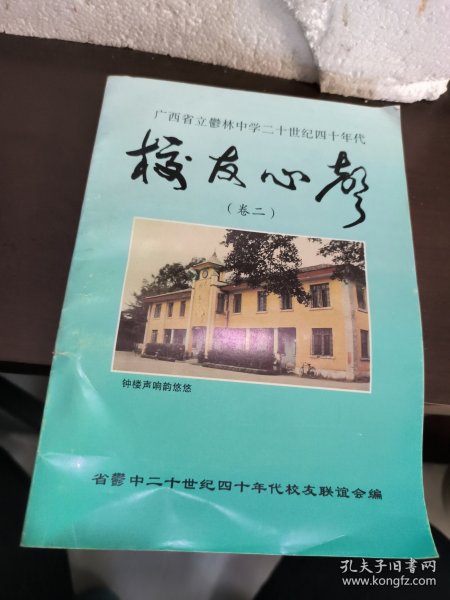 广西省立鬱林中学二十世纪四十年代
校友心聲
（卷二）
钟楼声响韵悠悠
省鬱中二十世纪四十年代校友联谊会编
孔夫子旧书网
www.kongfz.com